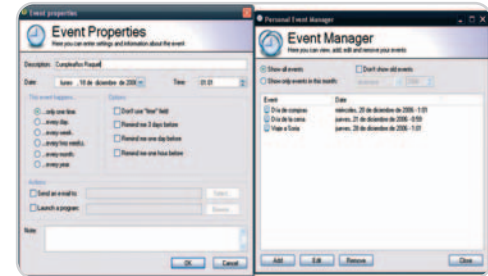 Event properties
Event Properties
Here you can enter settings and information about the event
Description: Cumpleaños Raquel
Date: lunes , 18 de diciembre de 200 Time: 01:01
This event happens... Options
...only one time. Don't use "time" field
...every day. Remind me 3 days before
...every week.
...every two weeks. Remind me one day before
...every month. Remind me one hour before
...every year.
Actions
Send an e-mail to:
Launch a program:
Note:
OK Cancel
Personal Event Manager
Event Manager
Here you can view, add, edit and remove your events
Show all events Don't show old events
Show only events in this month:
Event Date
Día de compras miércoles, 20 de diciembre de 2006 - 1:01
Día de la cena jueves, 21 de diciembre de 2006 - 0:59
Viaje a Soria jueves, 28 de diciembre de 2006 - 1:01
Add Edit Remove Close